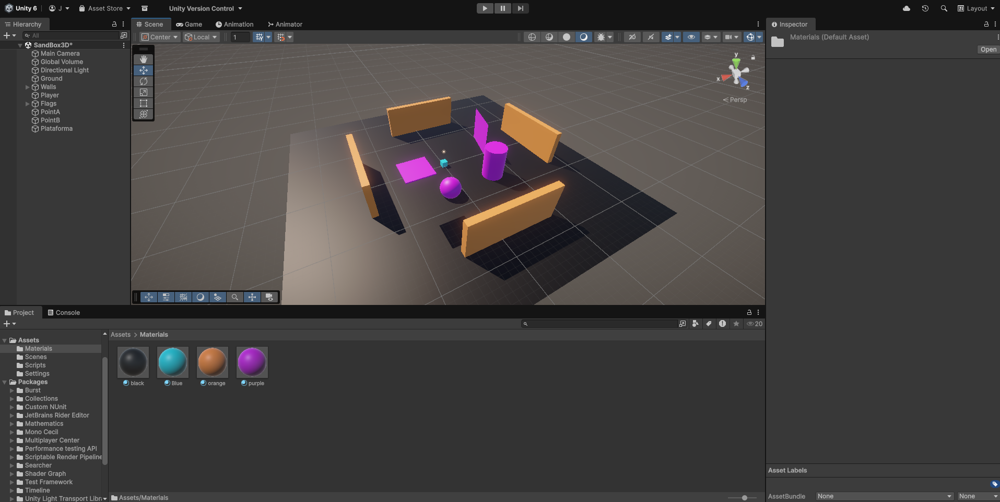 Unity 6 J Asset Store Unity Version Control Layout
Hierarchy
All
SandBox3D*
Main Camera
Global Volume
Directional Light
Ground
Walls
Player
Flags
PointA
PointB
Plataforma
Scene Game Animation Animator
Center Local 1 2D
y
x
z
Persp
Inspector
Materials (Default Asset)
Open
Project Console
20
Assets
Materials
Scenes
Scripts
Settings
Packages
Burst
Collections
Custom NUnit
JetBrains Rider Editor
Mathematics
Mono Cecil
Multiplayer Center
Performance testing API
Scriptable Render Pipeline
Searcher
Shader Graph
Test Framework
Timeline
Unity Light Transport Libr
Assets > Materials
black Blue orange purple
Assets/Materials
Asset Labels
AssetBundle None None